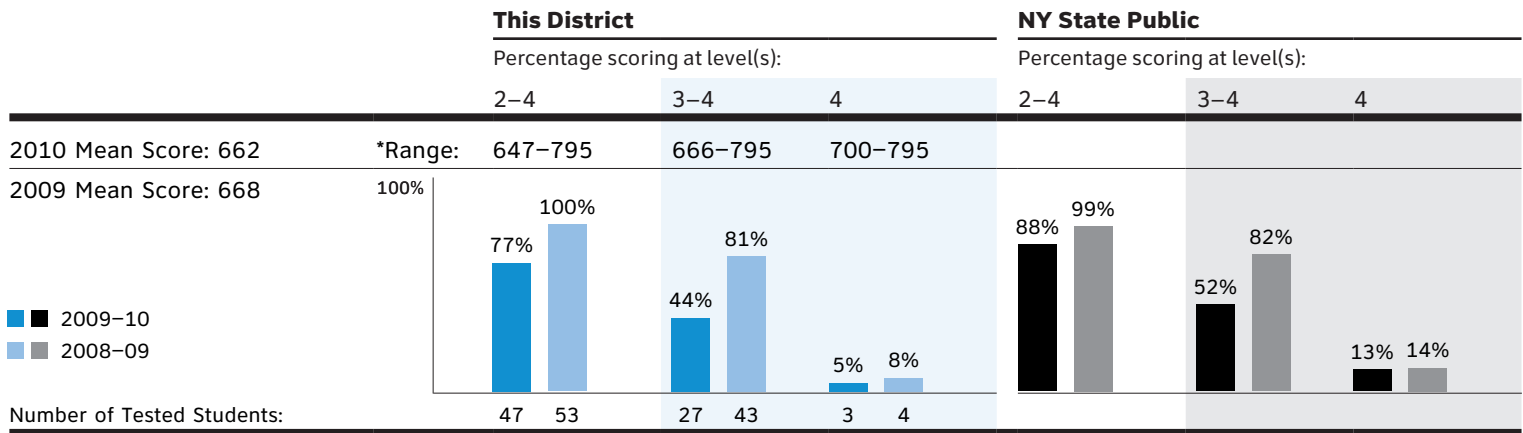 This District NY State Public
Percentage scoring at level(s): Percentage scoring at level(s):
2–4 3–4 4 2–4 3–4 4
2010 Mean Score: 662 *Range: 647–795 666–795 700–795
2009 Mean Score: 668 100%
100% 99%
77% 81% 88% 82%
44% 52%
5% 8% 13% 14%
2009–10
2008–09
Number of Tested Students: 47 53 27 43 3 4